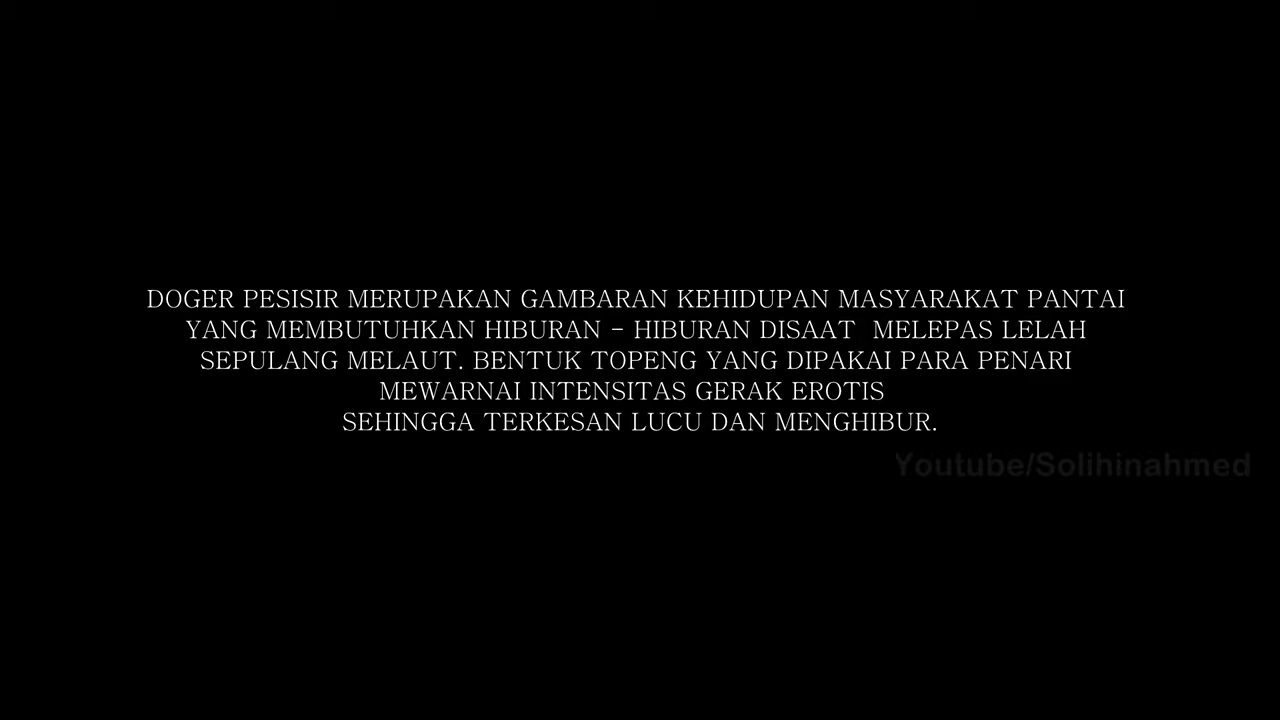 DOGER PESISIR MERUPAKAN GAMBARAN KEHIDUPAN MASYARAKAT PANTAI
YANG MEMBUTUHKAN HIBURAN - HIBURAN DISAAT  MELEPAS LELAH
SEPULANG MELAUT. BENTUK TOPENG YANG DIPAKAI PARA PENARI
MEWARNAI INTENSITAS GERAK EROTIS
SEHINGGA TERKESAN LUCU DAN MENGHIBUR.
Youtube/Solihinahmed